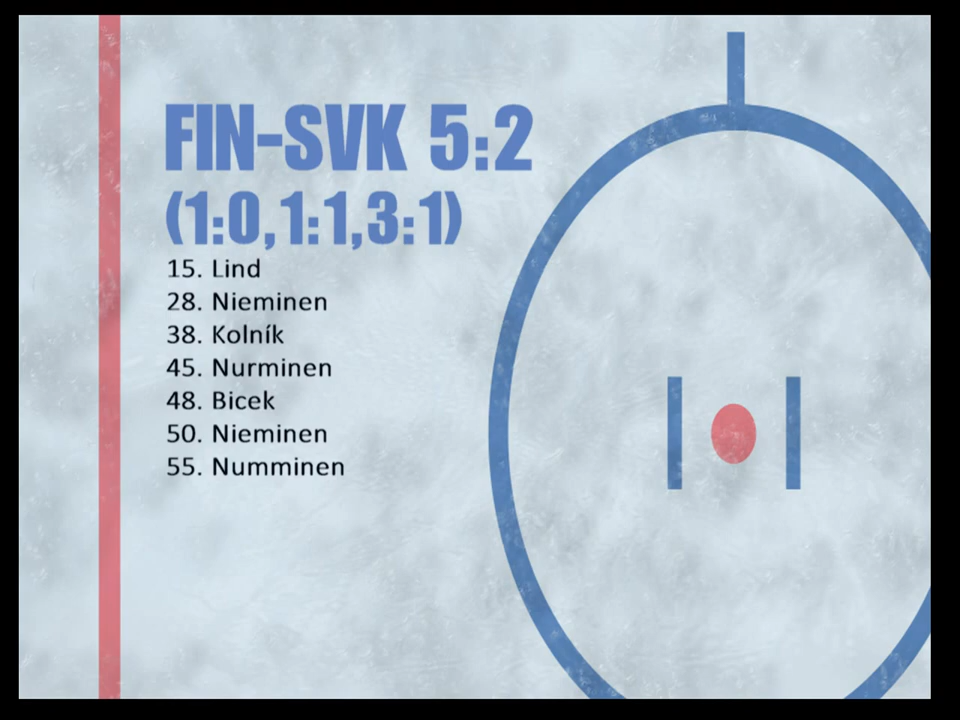 FIN-SVK 5:2
(1:0,1:1,3:1)
15. Lind
28. Nieminen
38. Kolník
45. Nurminen
48. Bicek
50. Nieminen
55. Numminen